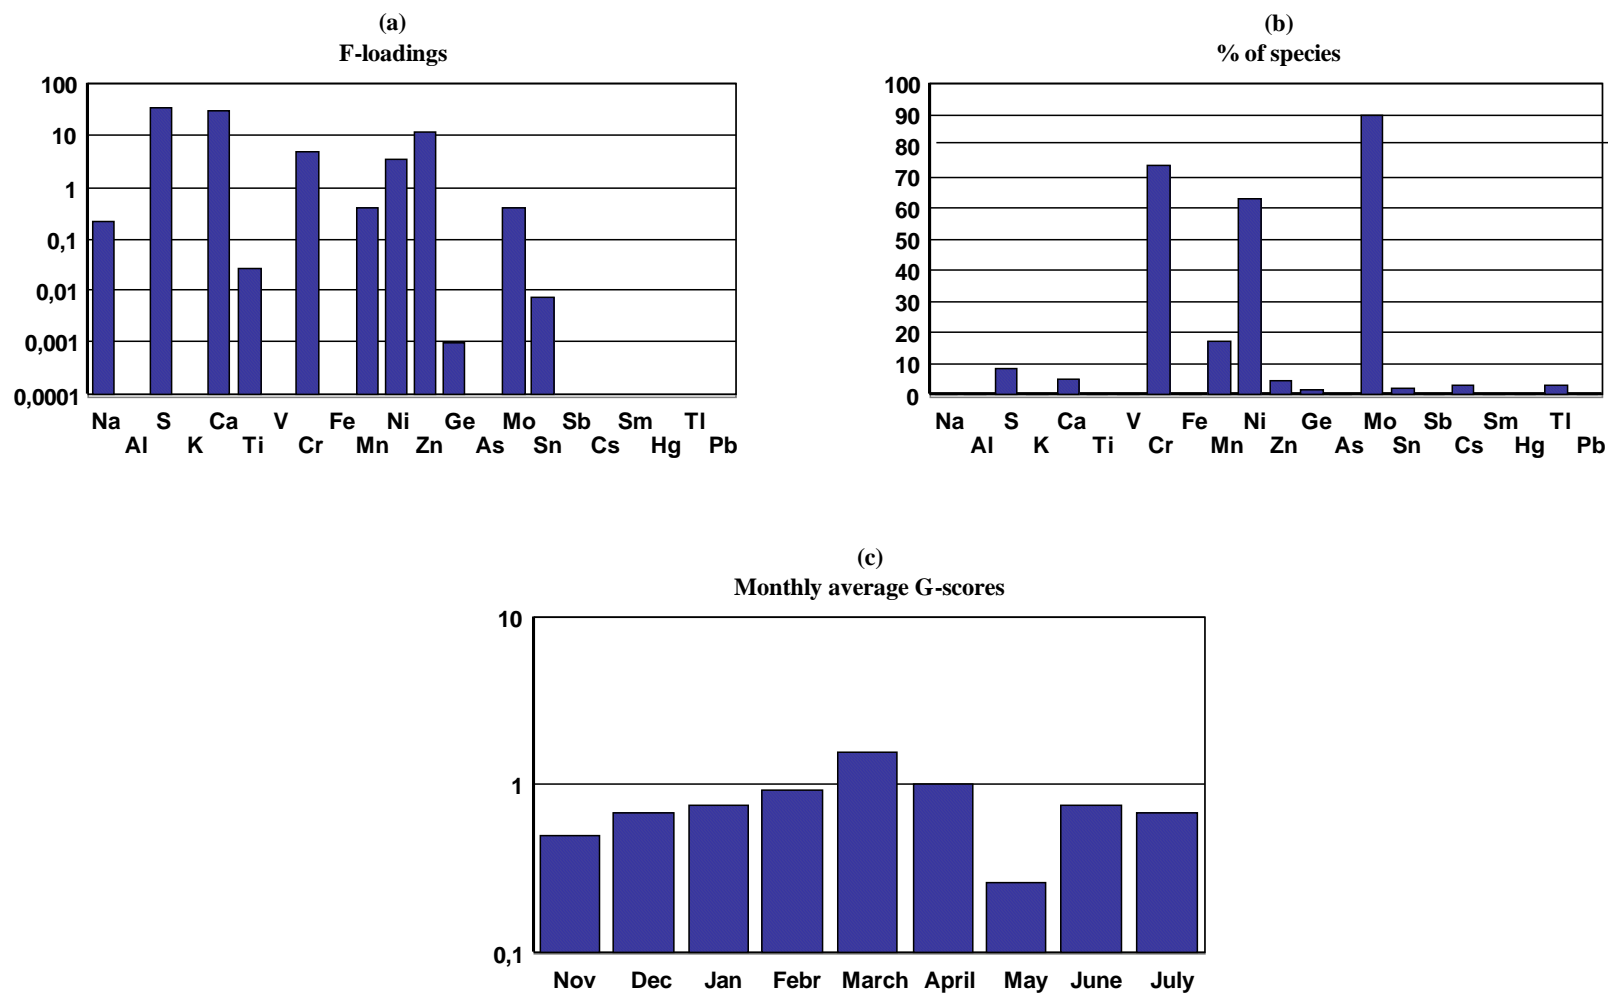 (a)
F-loadings
100
10
1
0,1
0,01
0,001
0,0001
Na S Ca V Fe Ni Ge Mo Sb Sm Tl
Al K Ti Cr Mn Zn As Sn Cs Hg Pb
(b)
% of species
100
90
80
70
60
50
40
30
20
10
0
Na S Ca V Fe Ni Ge Mo Sb Sm Tl
Al K Ti Cr Mn Zn As Sn Cs Hg Pb
(c)
Monthly average G-scores
10
1
0,1
Nov Dec Jan Febr March April May June July